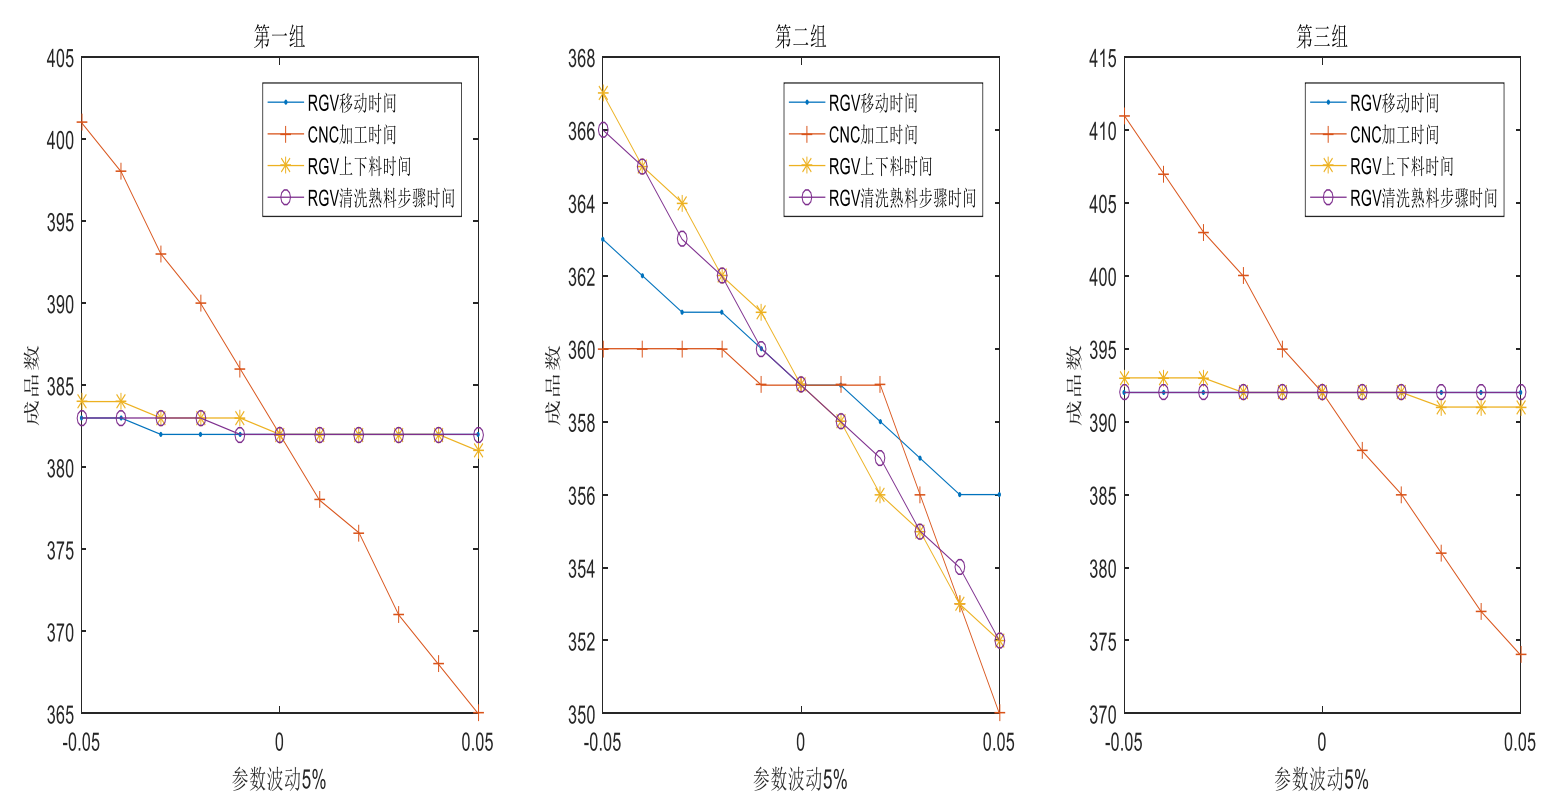 第一组
405
400
395
390
385
380
375
370
365
成品数
RGV移动时间
CNC加工时间
RGV上下料时间
RGV清洗熟料步骤时间
-0.05 0 0.05
参数波动5%
第二组
368
366
364
362
360
358
356
354
352
350
成品数
RGV移动时间
CNC加工时间
RGV上下料时间
RGV清洗熟料步骤时间
-0.05 0 0.05
参数波动5%
第三组
415
410
405
400
395
390
385
380
375
370
成品数
RGV移动时间
CNC加工时间
RGV上下料时间
RGV清洗熟料步骤时间
-0.05 0 0.05
参数波动5%